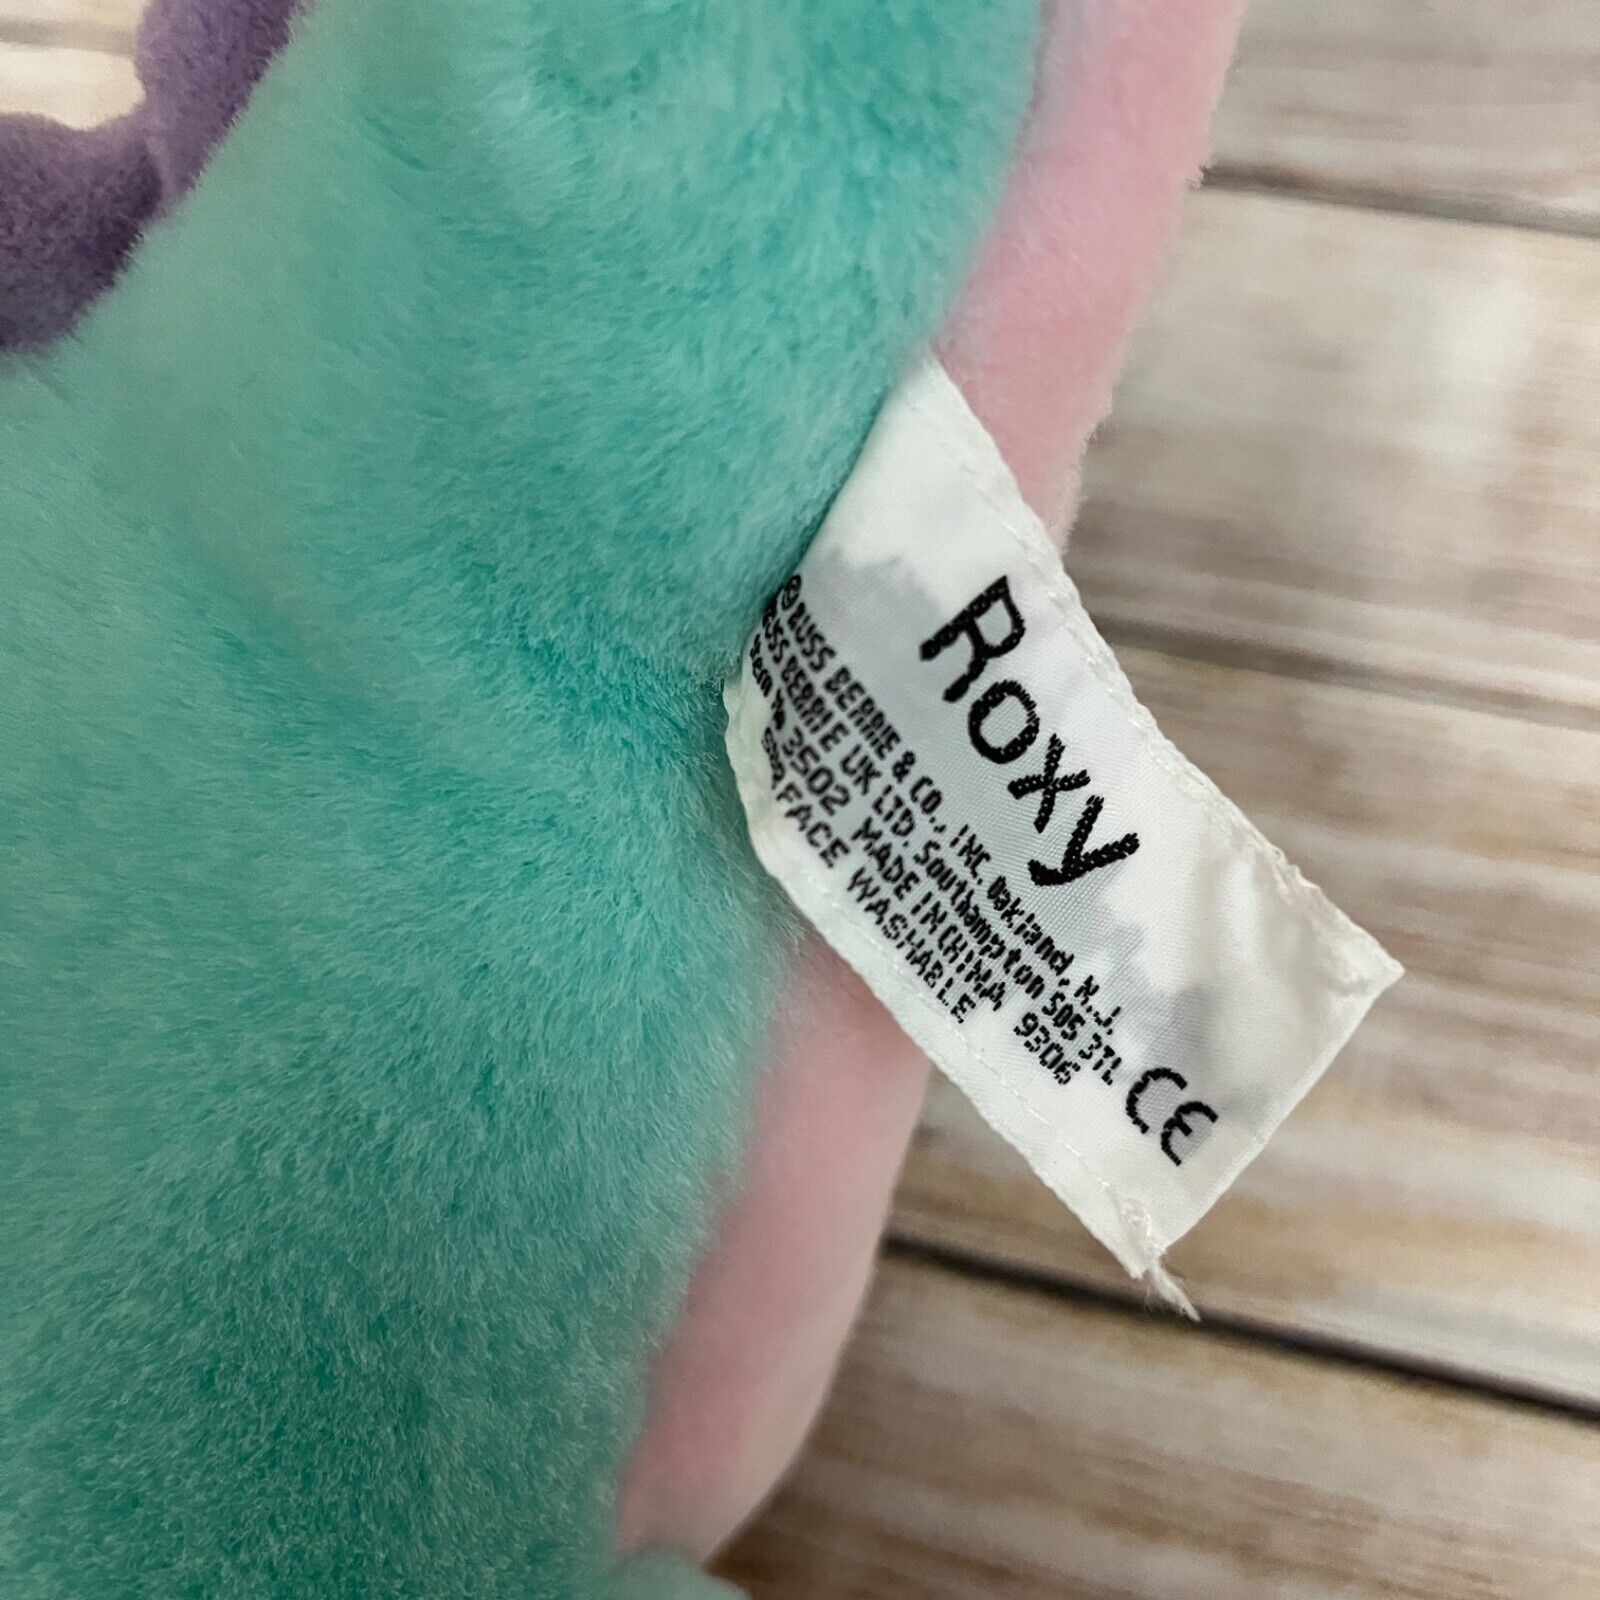 Roxy
© RUSS BERRIE & CO., INC. Oakland, N.J.
RUSS BERRIE UK LTD. Southampton SO5 3TL
Item No 3502 MADE IN CHINA 9306
SURFACE WASHABLE
CE